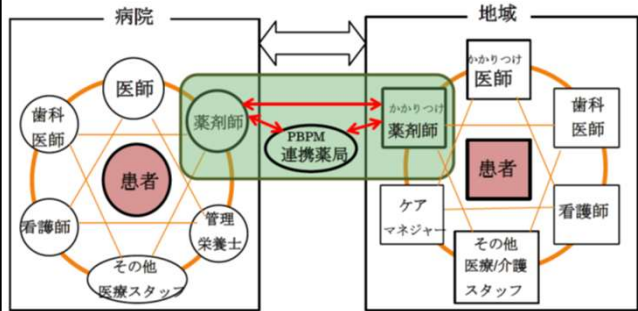 病院
医師
歯科
医師
薬剤師
患者
看護師
管理
栄養士
その他
医療スタッフ
PBPM
連携薬局
地域
かかりつけ
医師
かかりつけ
薬剤師
歯科
医師
患者
ケア
マネジャー
看護師
その他
医療/介護
スタッフ